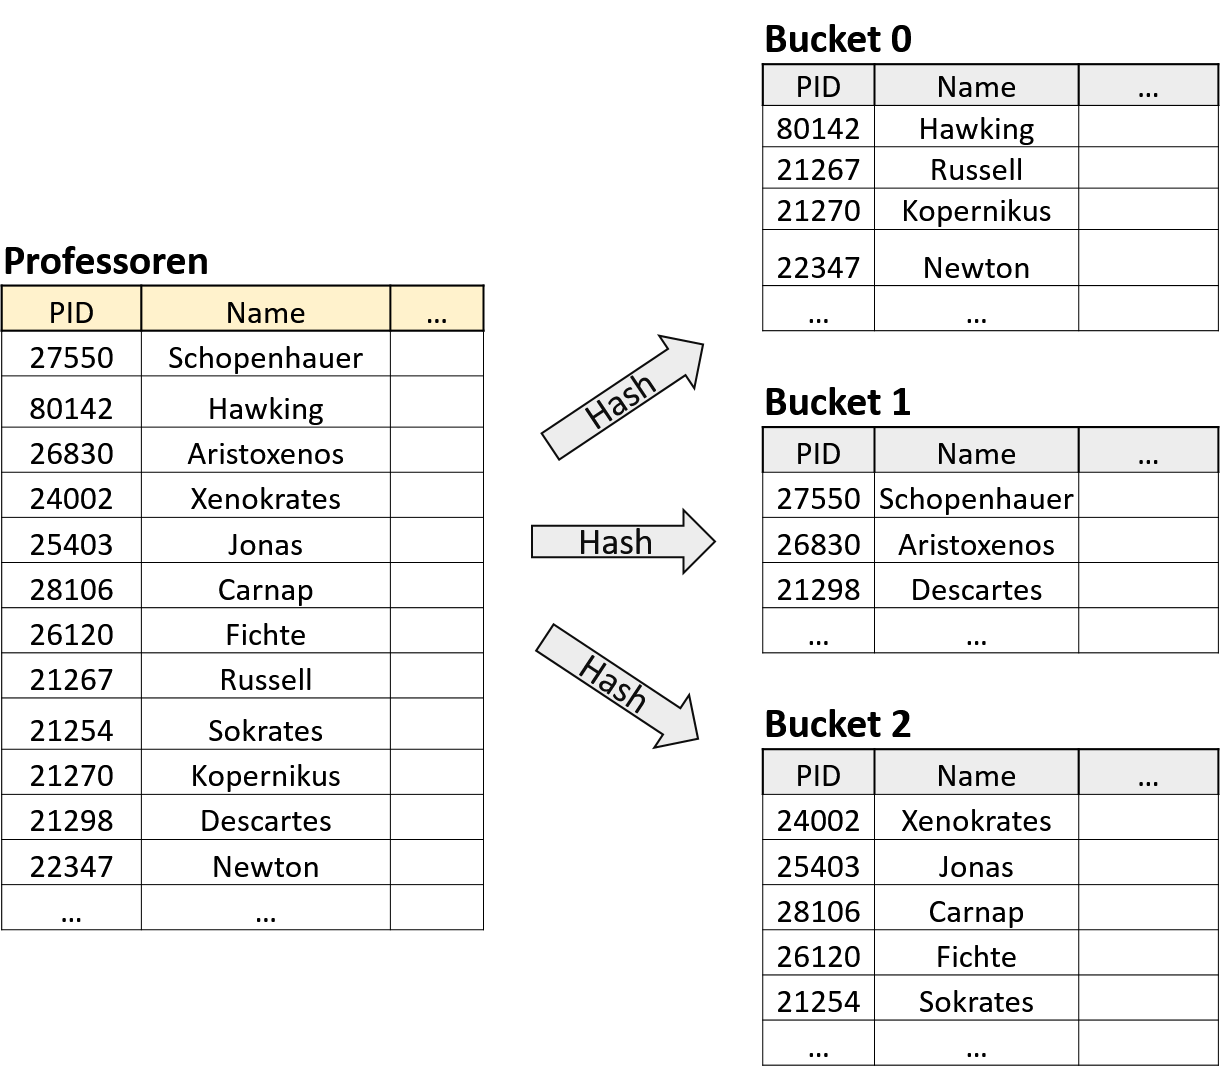 Professoren
PID Name ...
27550 Schopenhauer
80142 Hawking
26830 Aristoxenos
24002 Xenokrates
25403 Jonas
28106 Carnap
26120 Fichte
21267 Russell
21254 Sokrates
21270 Kopernikus
21298 Descartes
22347 Newton
... ...
Hash
Hash
Hash
Bucket 0
PID Name ...
80142 Hawking
21267 Russell
21270 Kopernikus
22347 Newton
... ...
Bucket 1
PID Name ...
27550 Schopenhauer
26830 Aristoxenos
21298 Descartes
... ...
Bucket 2
PID Name ...
24002 Xenokrates
25403 Jonas
28106 Carnap
26120 Fichte
21254 Sokrates
... ...